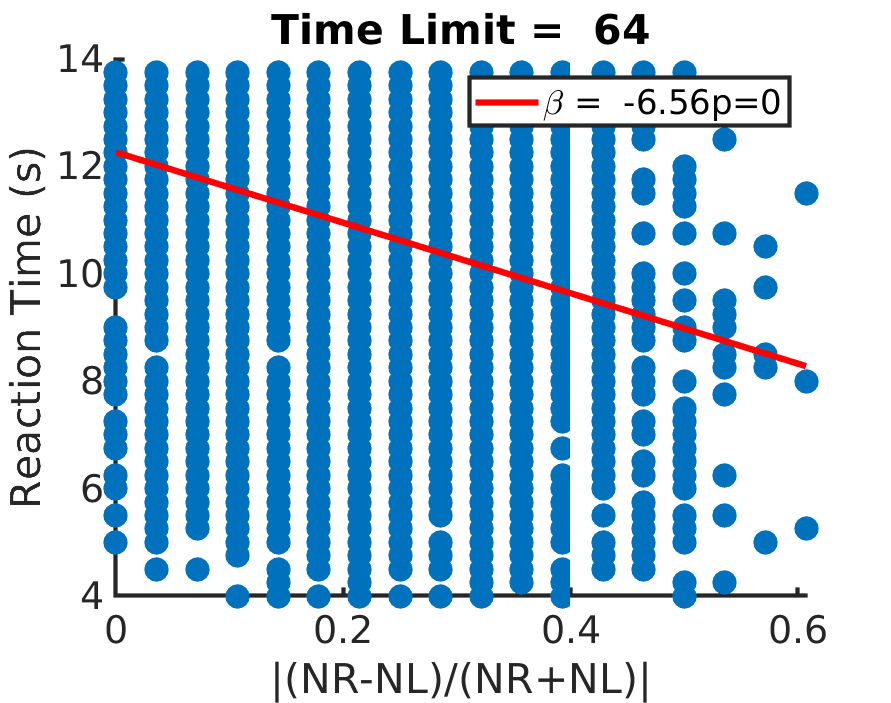 Time Limit =  64
β =  -6.56p=0
Reaction Time (s)
14
12
10
8
6
4
0
0.2
0.4
0.6
|(NR-NL)/(NR+NL)|